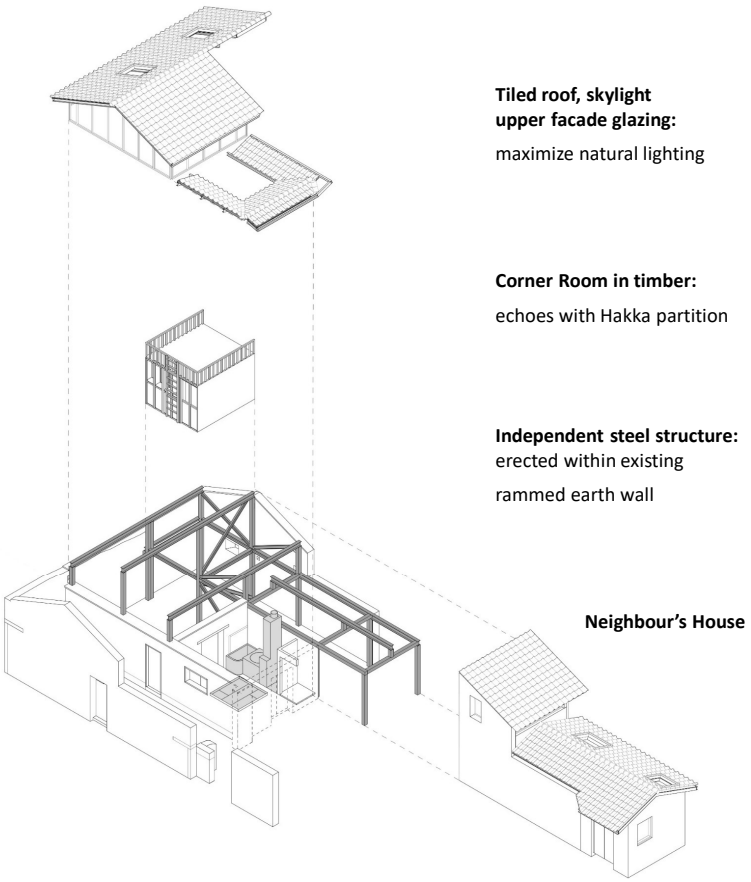 Tiled roof, skylight
upper facade glazing:
maximize natural lighting
Corner Room in timber:
echoes with Hakka partition
Independent steel structure:
erected within existing
rammed earth wall
Neighbour's House